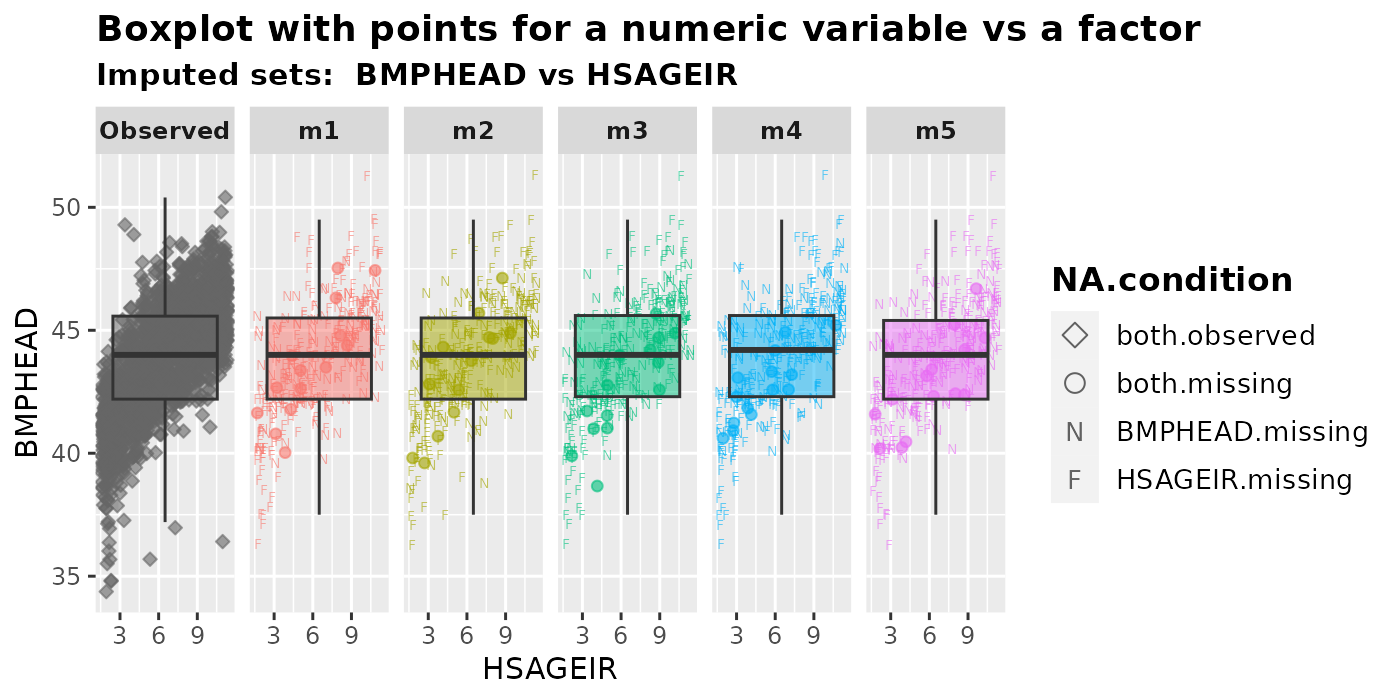 Boxplot with points for a numeric variable vs a factor
Imputed sets:  BMPHEAD vs HSAGEIR
Observed m1 m2 m3 m4 m5
BMPHEAD
50
45
40
35
3 6 9 3 6 9 3 6 9 3 6 9 3 6 9 3 6 9
HSAGEIR
NA.condition
both.observed
both.missing
N BMPHEAD.missing
F HSAGEIR.missing